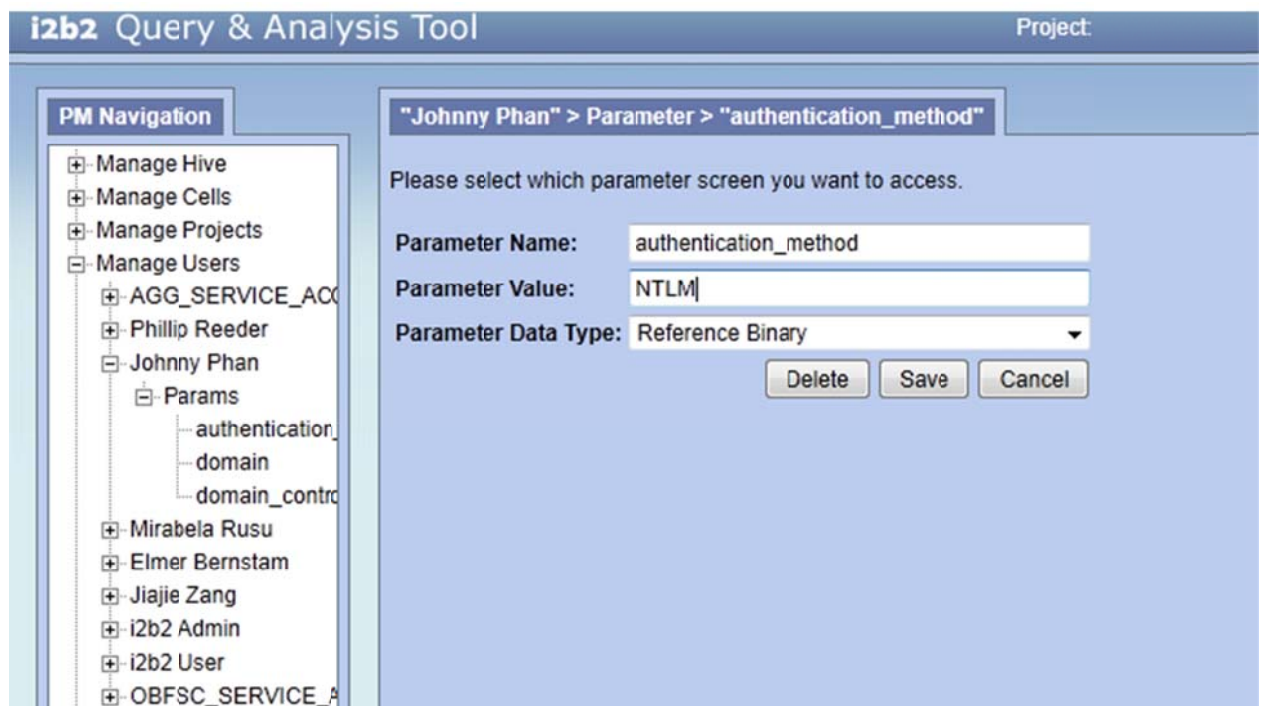 i2b2 Query & Analysis Tool
Project:
PM Navigation
Manage Hive
Manage Cells
Manage Projects
Manage Users
AGG_SERVICE_ACC
Phillip Reeder
Johnny Phan
Params
authentication_
domain
domain_contro
Mirabela Rusu
Elmer Bernstam
Jiajie Zang
i2b2 Admin
i2b2 User
OBFSC_SERVICE_A
"Johnny Phan" > Parameter > "authentication_method"
Please select which parameter screen you want to access.
Parameter Name: authentication_method
Parameter Value: NTLM
Parameter Data Type: Reference Binary
Delete Save Cancel